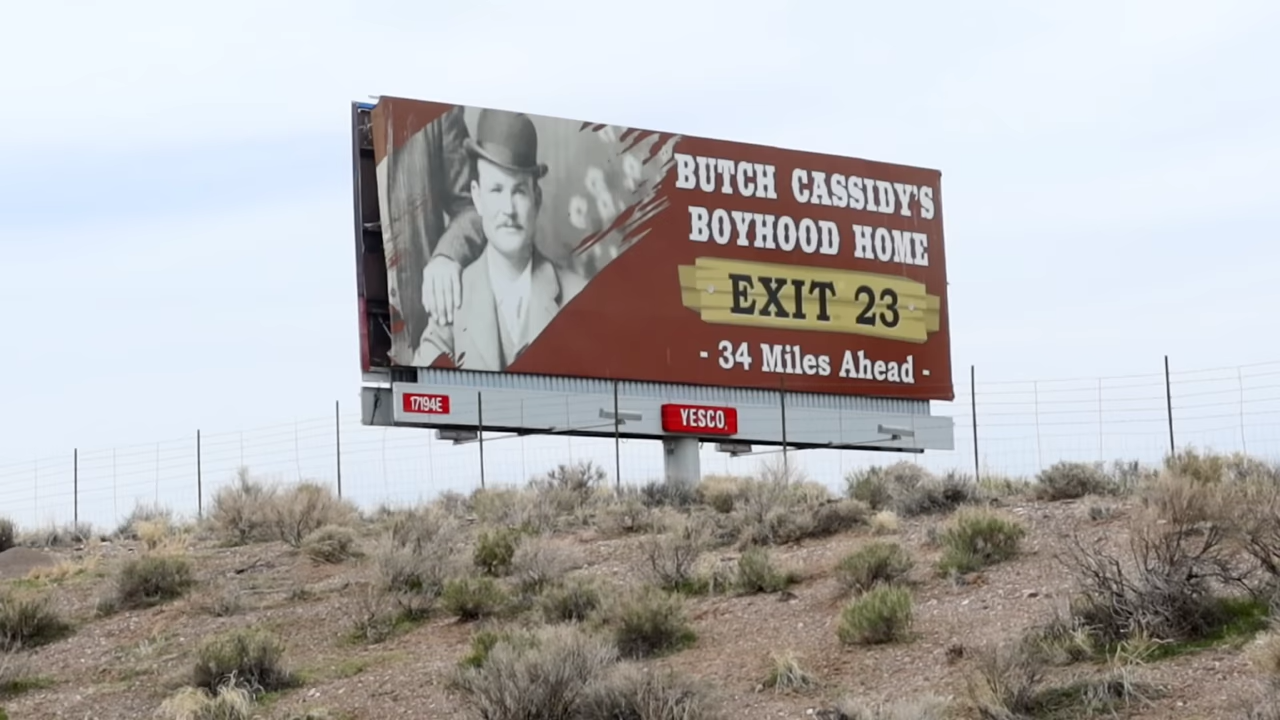 BUTCH CASSIDY'S
BOYHOOD HOME
EXIT 23
- 34 Miles Ahead -
17194E
YESCO